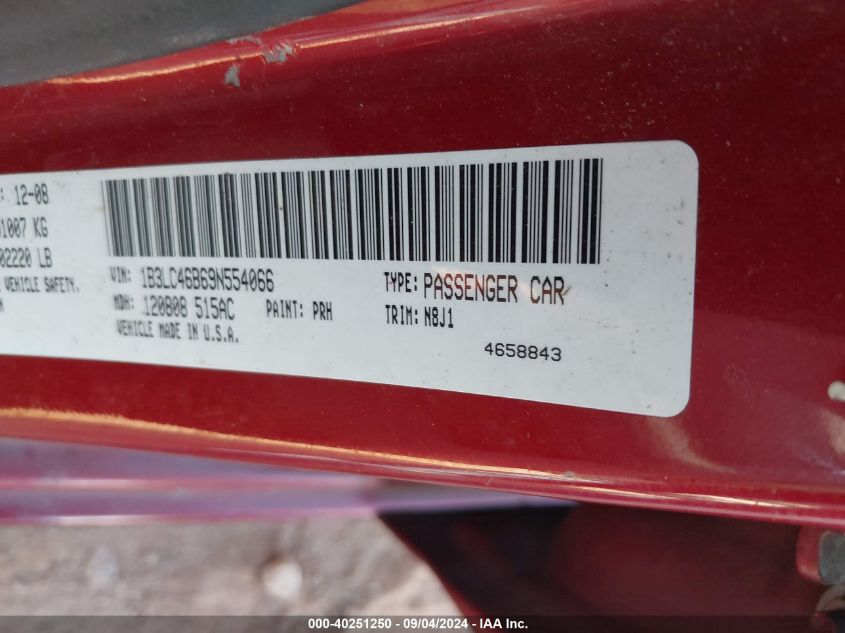 : 12-08
1007 KG
02220 LB
VEHICLE SAFETY.
VIN: 1B3LC46B69N554066
TYPE: PASSENGER CAR
MDH: 120808 515AC
PAINT: PRH
TRIM: N8J1
VEHICLE MADE IN U.S.A.
4658843
000-40251250 - 09/04/2024 - IAA Inc.